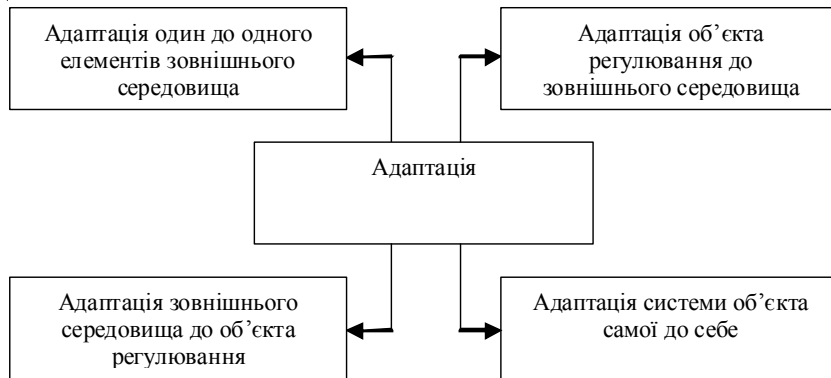 Адаптація один до одного
елементів зовнішнього
середовища
Адаптація об’єкта
регулювання до
зовнішнього середовища
Адаптація
Адаптація зовнішнього
середовища до об’єкта
регулювання
Адаптація системи об’єкта
самої до себе